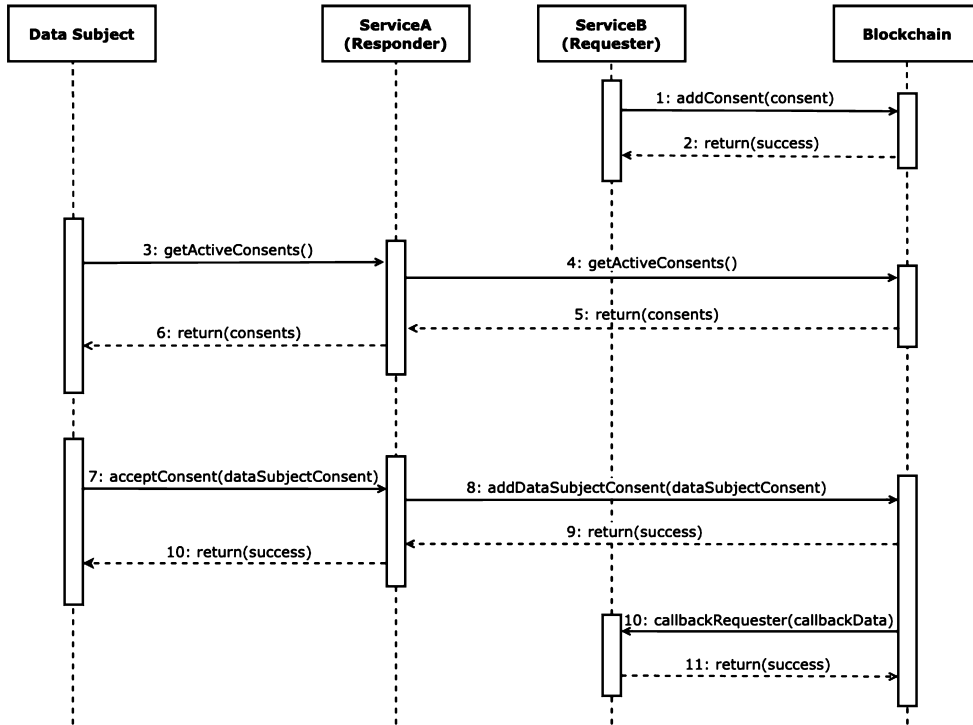 Data Subject
ServiceA
(Responder)
ServiceB
(Requester)
Blockchain
1: addConsent(consent)
2: return(success)
3: getActiveConsents()
4: getActiveConsents()
5: return(consents)
6: return(consents)
7: acceptConsent(dataSubjectConsent)
8: addDataSubjectConsent(dataSubjectConsent)
9: return(success)
10: return(success)
10: callbackRequester(callbackData)
11: return(success)